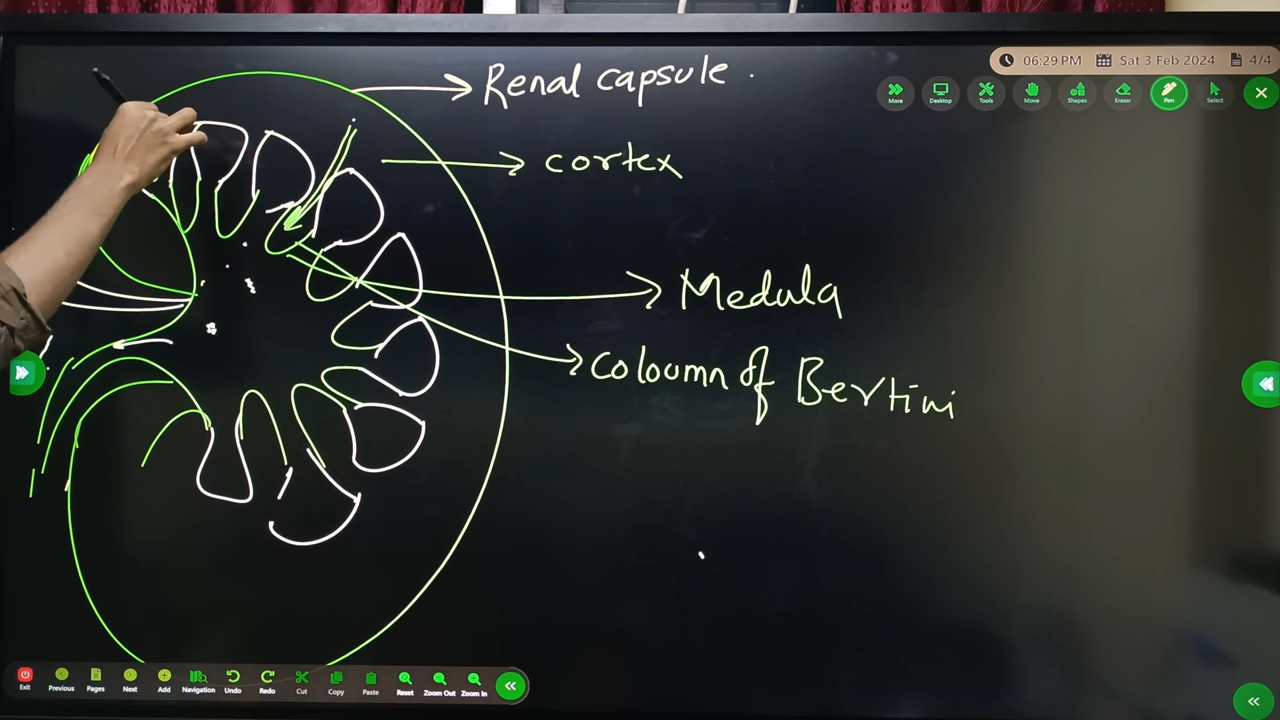 06:29 PM Sat 3 Feb 2024 4/4
More Desktop Tools Move Shapes Eraser Pen Select
Renal capsule.
cortex
Medula
coloumn of Bertini
Exit Previous Pages Next Add Navigation Undo Redo Cut Copy Paste Reset Zoom Out Zoom In